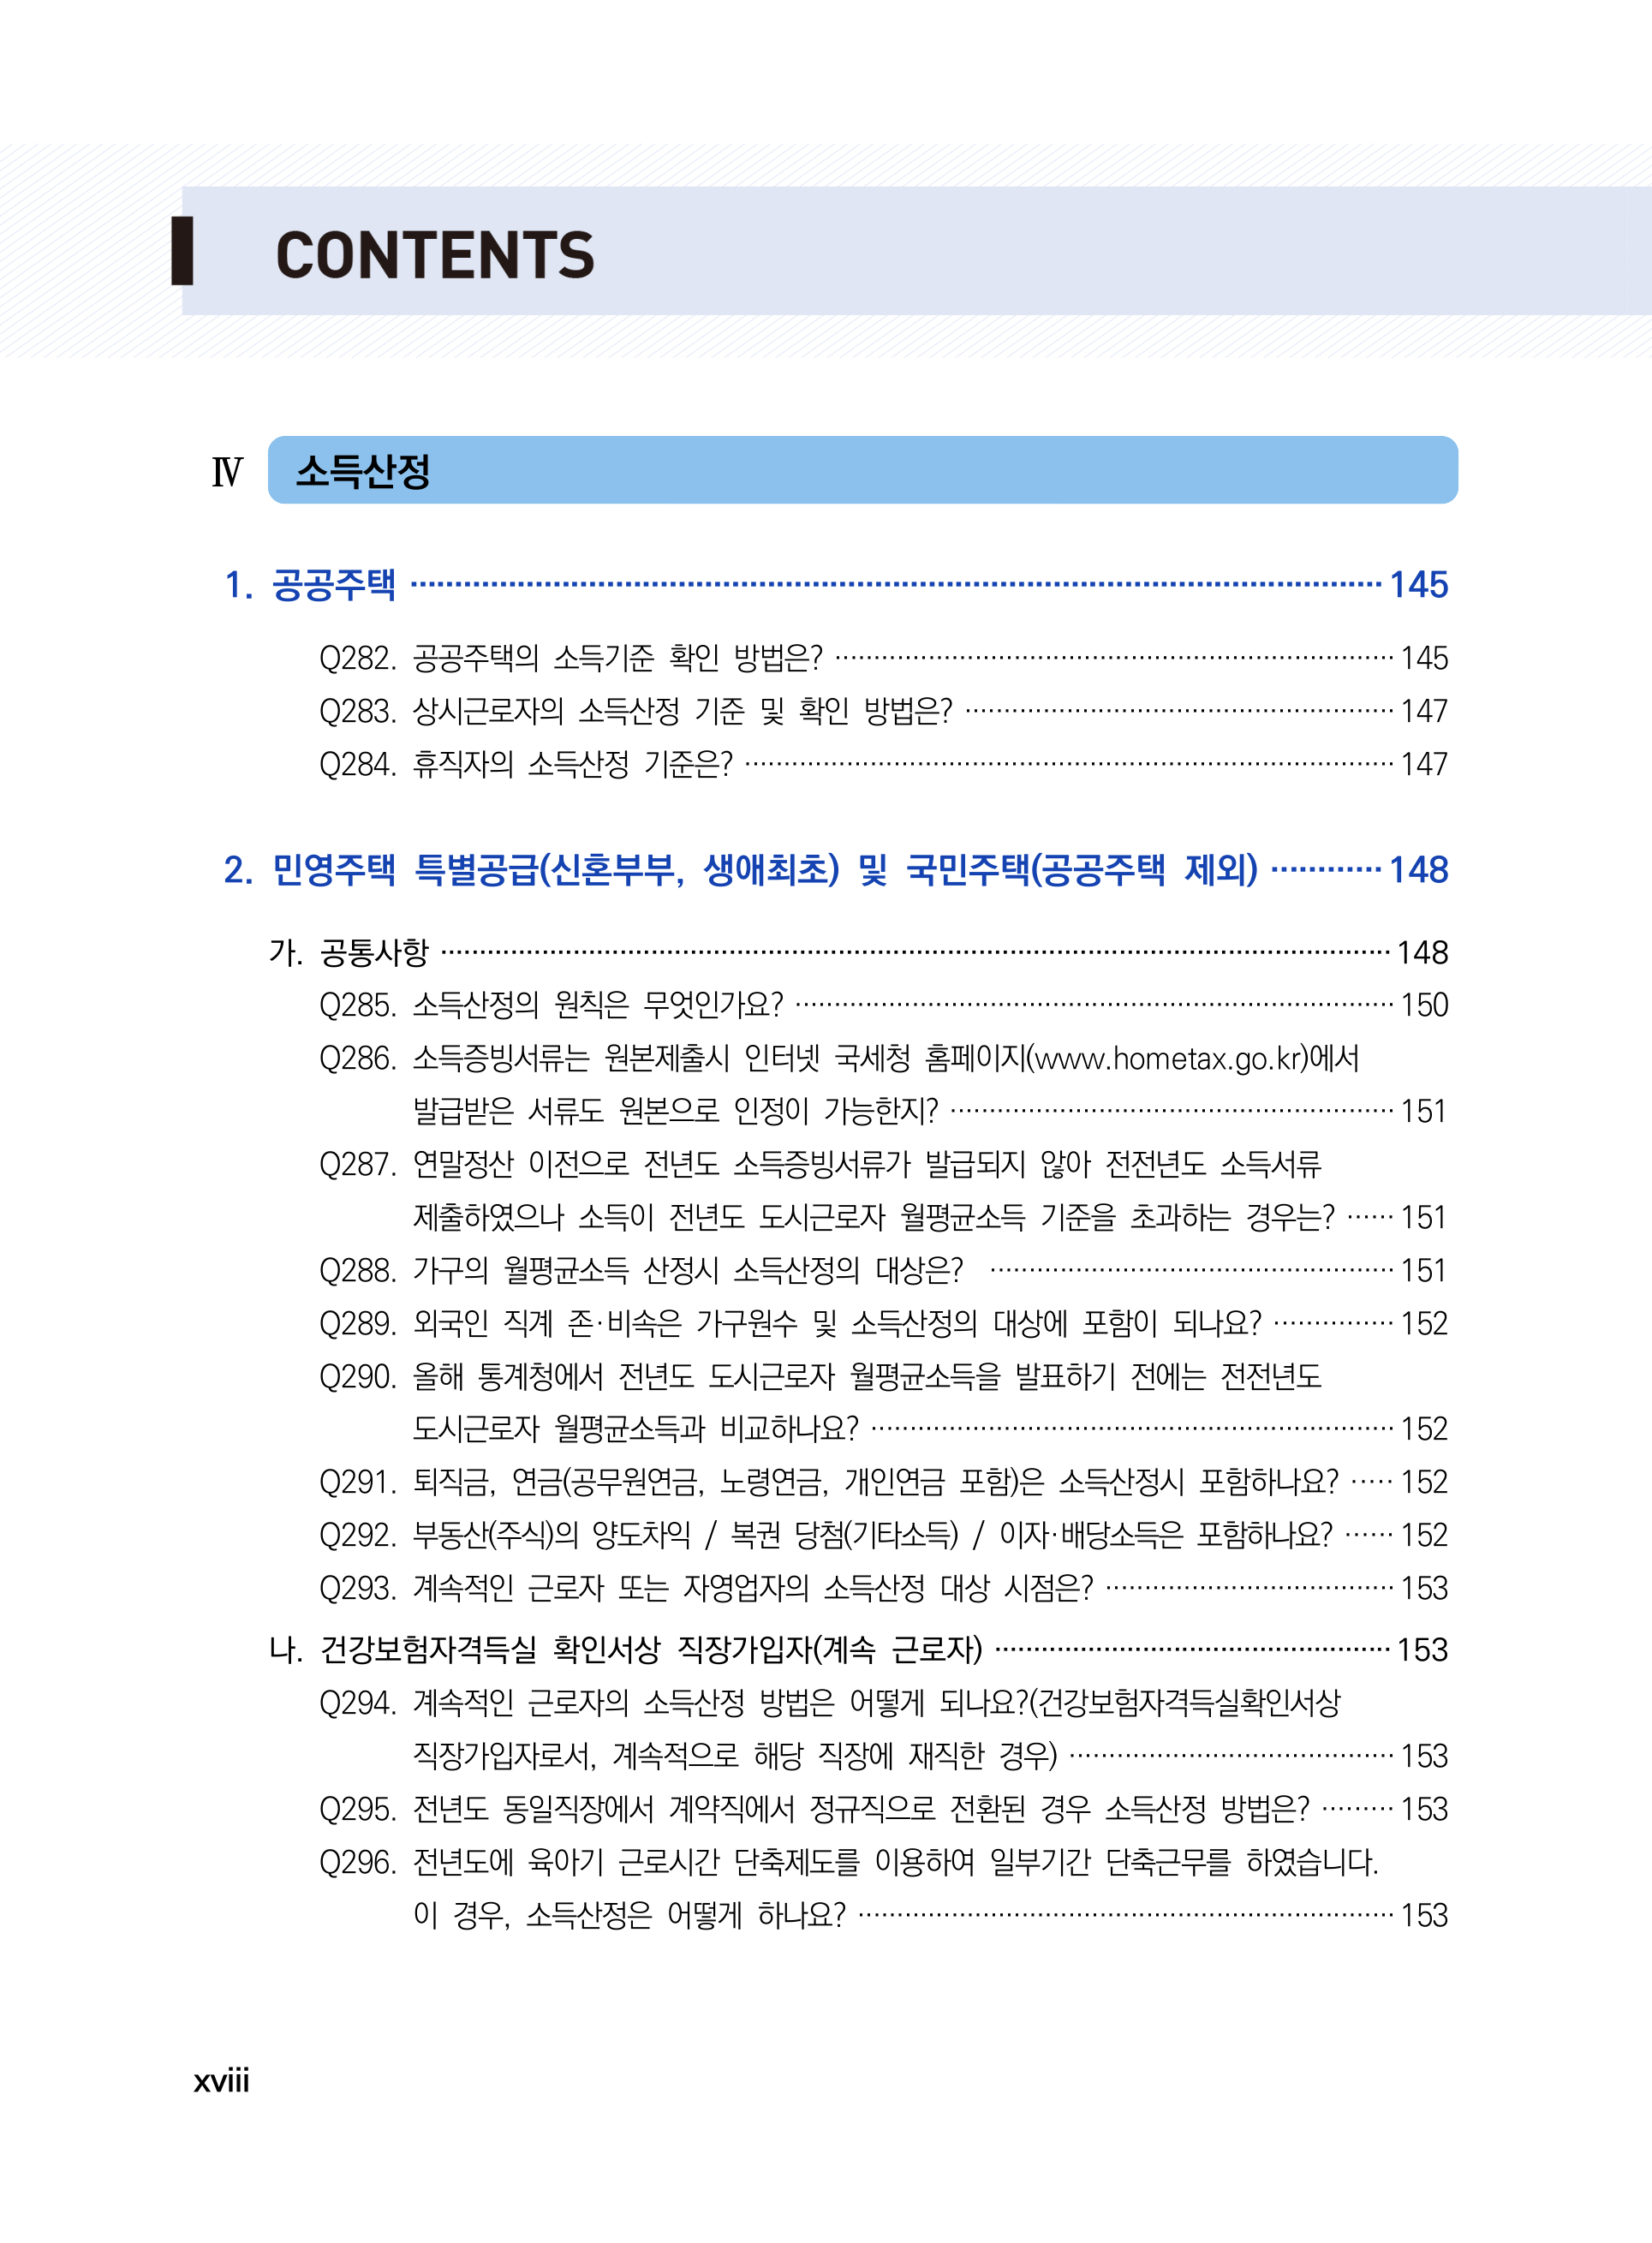 CONTENTS
Ⅳ 소득산정
1. 공공주택 145
Q282. 공공주택의 소득기준 확인 방법은? 145
Q283. 상시근로자의 소득산정 기준 및 확인 방법은? 147
Q284. 휴직자의 소득산정 기준은? 147
2. 민영주택 특별공급(신혼부부, 생애최초) 및 국민주택(공공주택 제외) 148
가. 공통사항 148
Q285. 소득산정의 원칙은 무엇인가요? 150
Q286. 소득증빙서류는 원본제출시 인터넷 국세청 홈페이지(www.hometax.go.kr)에서
발급받은 서류도 원본으로 인정이 가능한지? 151
Q287. 연말정산 이전으로 전년도 소득증빙서류가 발급되지 않아 전전년도 소득서류
제출하였으나 소득이 전년도 도시근로자 월평균소득 기준을 초과하는 경우는? 151
Q288. 가구의 월평균소득 산정시 소득산정의 대상은? 151
Q289. 외국인 직계 존·비속은 가구원수 및 소득산정의 대상에 포함이 되나요? 152
Q290. 올해 통계청에서 전년도 도시근로자 월평균소득을 발표하기 전에는 전전년도
도시근로자 월평균소득과 비교하나요? 152
Q291. 퇴직금, 연금(공무원연금, 노령연금, 개인연금 포함)은 소득산정시 포함하나요? 152
Q292. 부동산(주식)의 양도차익 / 복권 당첨(기타소득) / 이자·배당소득은 포함하나요? 152
Q293. 계속적인 근로자 또는 자영업자의 소득산정 대상 시점은? 153
나. 건강보험자격득실 확인서상 직장가입자(계속 근로자) 153
Q294. 계속적인 근로자의 소득산정 방법은 어떻게 되나요?(건강보험자격득실확인서상
직장가입자로서, 계속적으로 해당 직장에 재직한 경우) 153
Q295. 전년도 동일직장에서 계약직에서 정규직으로 전환된 경우 소득산정 방법은? 153
Q296. 전년도에 육아기 근로시간 단축제도를 이용하여 일부기간 단축근무를 하였습니다.
이 경우, 소득산정은 어떻게 하나요? 153
xviii